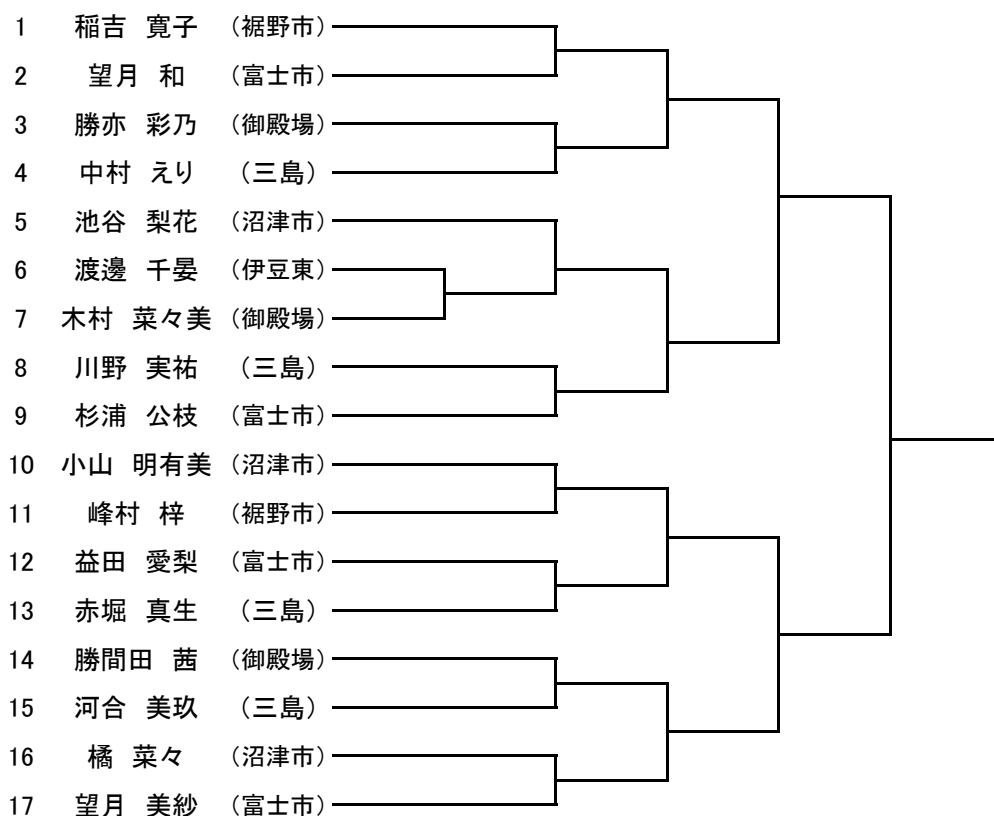 1 稲吉 寛子 (裾野市)
2 望月 和 (富士市)
3 勝亦 彩乃 (御殿場)
4 中村 えり (三島)
5 池谷 梨花 (沼津市)
6 渡邊 千晏 (伊豆東)
7 木村 菜々美 (御殿場)
8 川野 実祐 (三島)
9 杉浦 公枝 (富士市)
10 小山 明有美 (沼津市)
11 峰村 梓 (裾野市)
12 益田 愛梨 (富士市)
13 赤堀 真生 (三島)
14 勝間田 茜 (御殿場)
15 河合 美玖 (三島)
16 橘 菜々 (沼津市)
17 望月 美紗 (富士市)